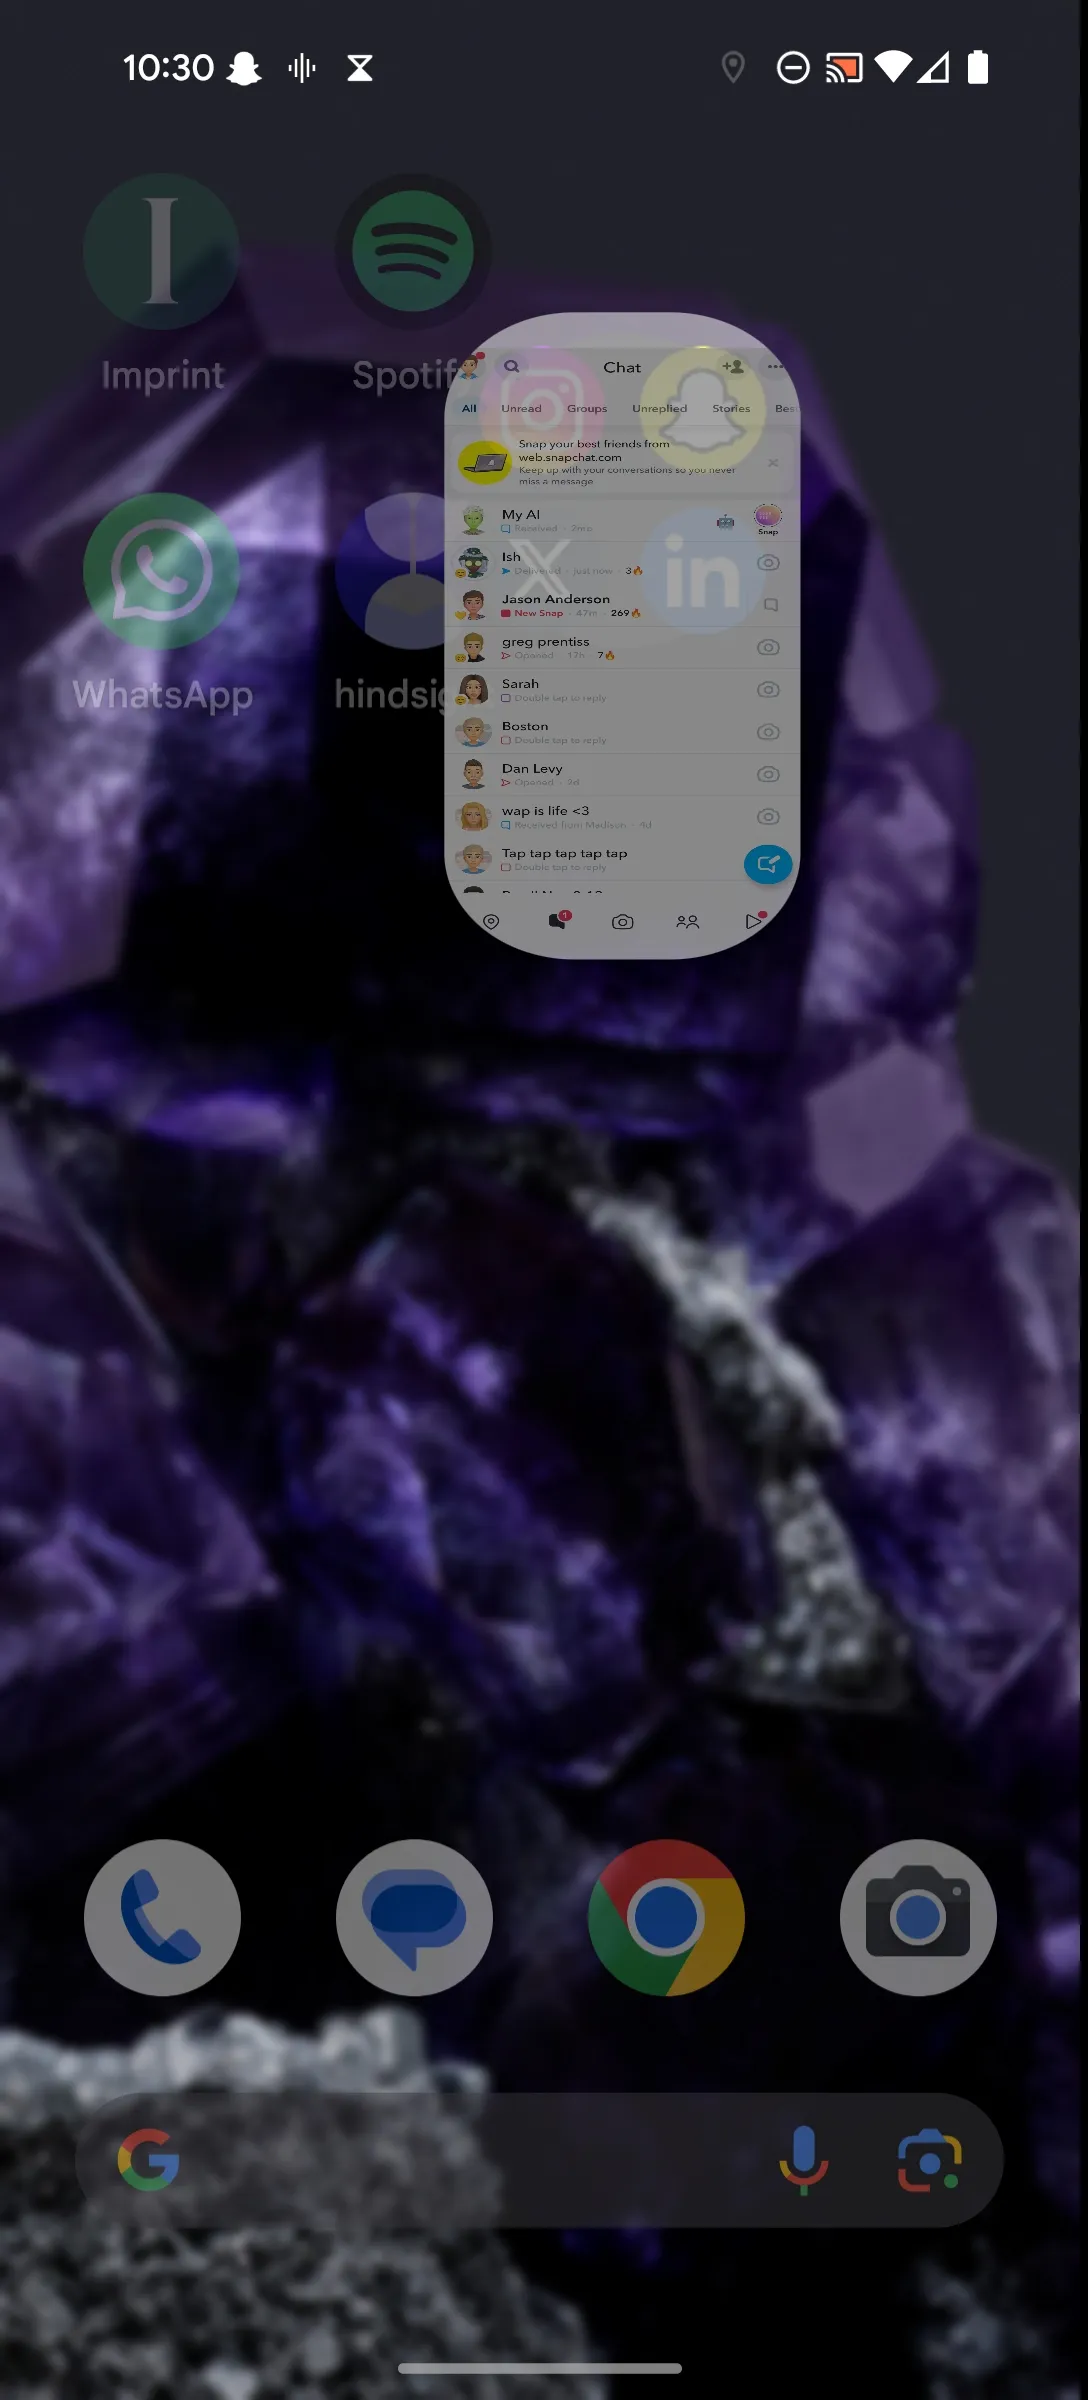 10:30
Imprint
Spotify
Chat
All Unread Groups Unreplied Stories Bes
Snap your best friends from
web.snapchat.com
Keep up with your conversations so you never
miss a message
My AI
Received · 2mo
Snap
Ish
Delivered · just now · 3🔥
Jason Anderson
New Snap · 47m · 269🔥
greg prentiss
Opened · 17h · 7🔥
WhatsApp
hindsig
Sarah
Double tap to reply
Boston
Double tap to reply
Dan Levy
Opened · 2d
wap is life <3
Received from Madison · 4d
Tap tap tap tap tap
Double tap to reply
1
in